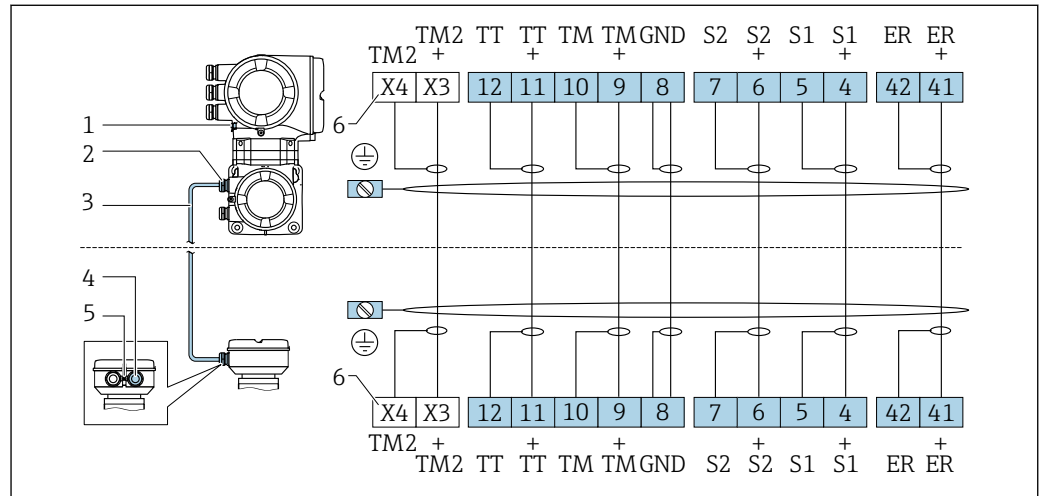 TM2 TT TT TM TM GND S2 S2 S1 S1 ER ER
TM2 + + + + + +
X4 X3 12 11 10 9 8 7 6 5 4 42 41
1
2
3
6
4
5
6
X4 X3 12 11 10 9 8 7 6 5 4 42 41
TM2 + + + + + +
TM2 TT TT TM TM GND S2 S2 S1 S1 ER ER